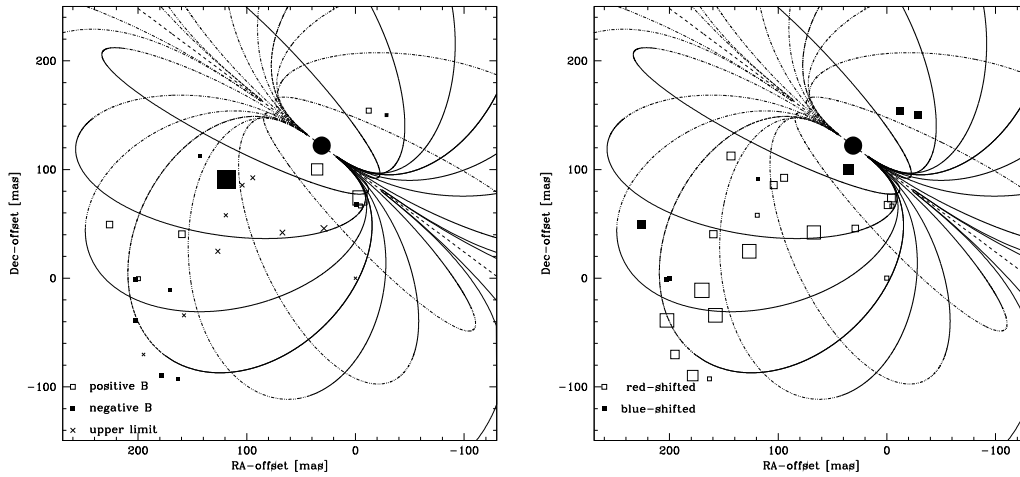 200
100
0
-100
Dec-offset [mas]
positive B
negative B
upper limit
200 100 0 -100
RA-offset [mas]
200
100
0
-100
Dec-offset [mas]
red-shifted
blue-shifted
200 100 0 -100
RA-offset [mas]